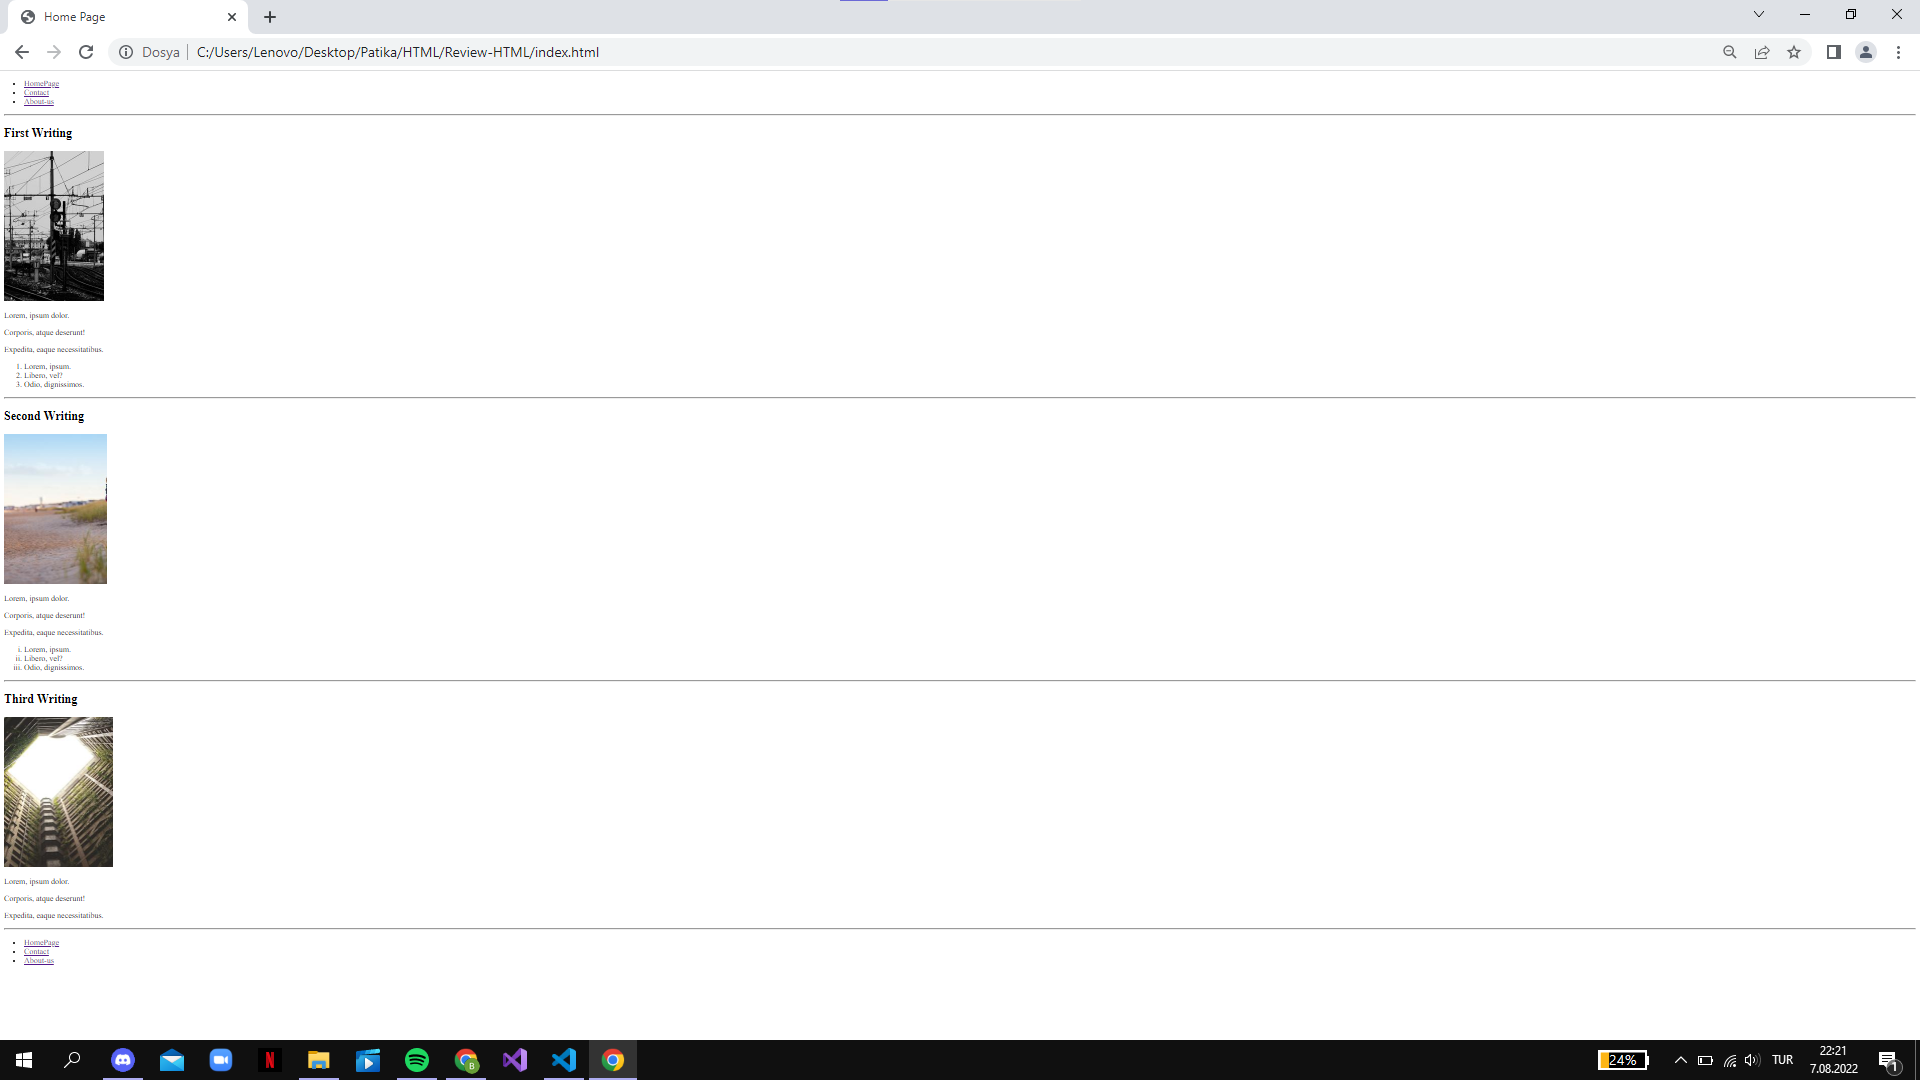 Home Page
Dosya
C:/Users/Lenovo/Desktop/Patika/HTML/Review-HTML/index.html
HomePage
Contact
About-us
First Writing
Lorem, ipsum dolor.
Corporis, atque deserunt!
Expedita, eaque necessitatibus.
1. Lorem, ipsum.
2. Libero, vel?
3. Odio, dignissimos.
Second Writing
Lorem, ipsum dolor.
Corporis, atque deserunt!
Expedita, eaque necessitatibus.
i. Lorem, ipsum.
ii. Libero, vel?
iii. Odio, dignissimos.
Third Writing
Lorem, ipsum dolor.
Corporis, atque deserunt!
Expedita, eaque necessitatibus.
HomePage
Contact
About-us
N
B
24%
TUR
22:21
7.08.2022
1